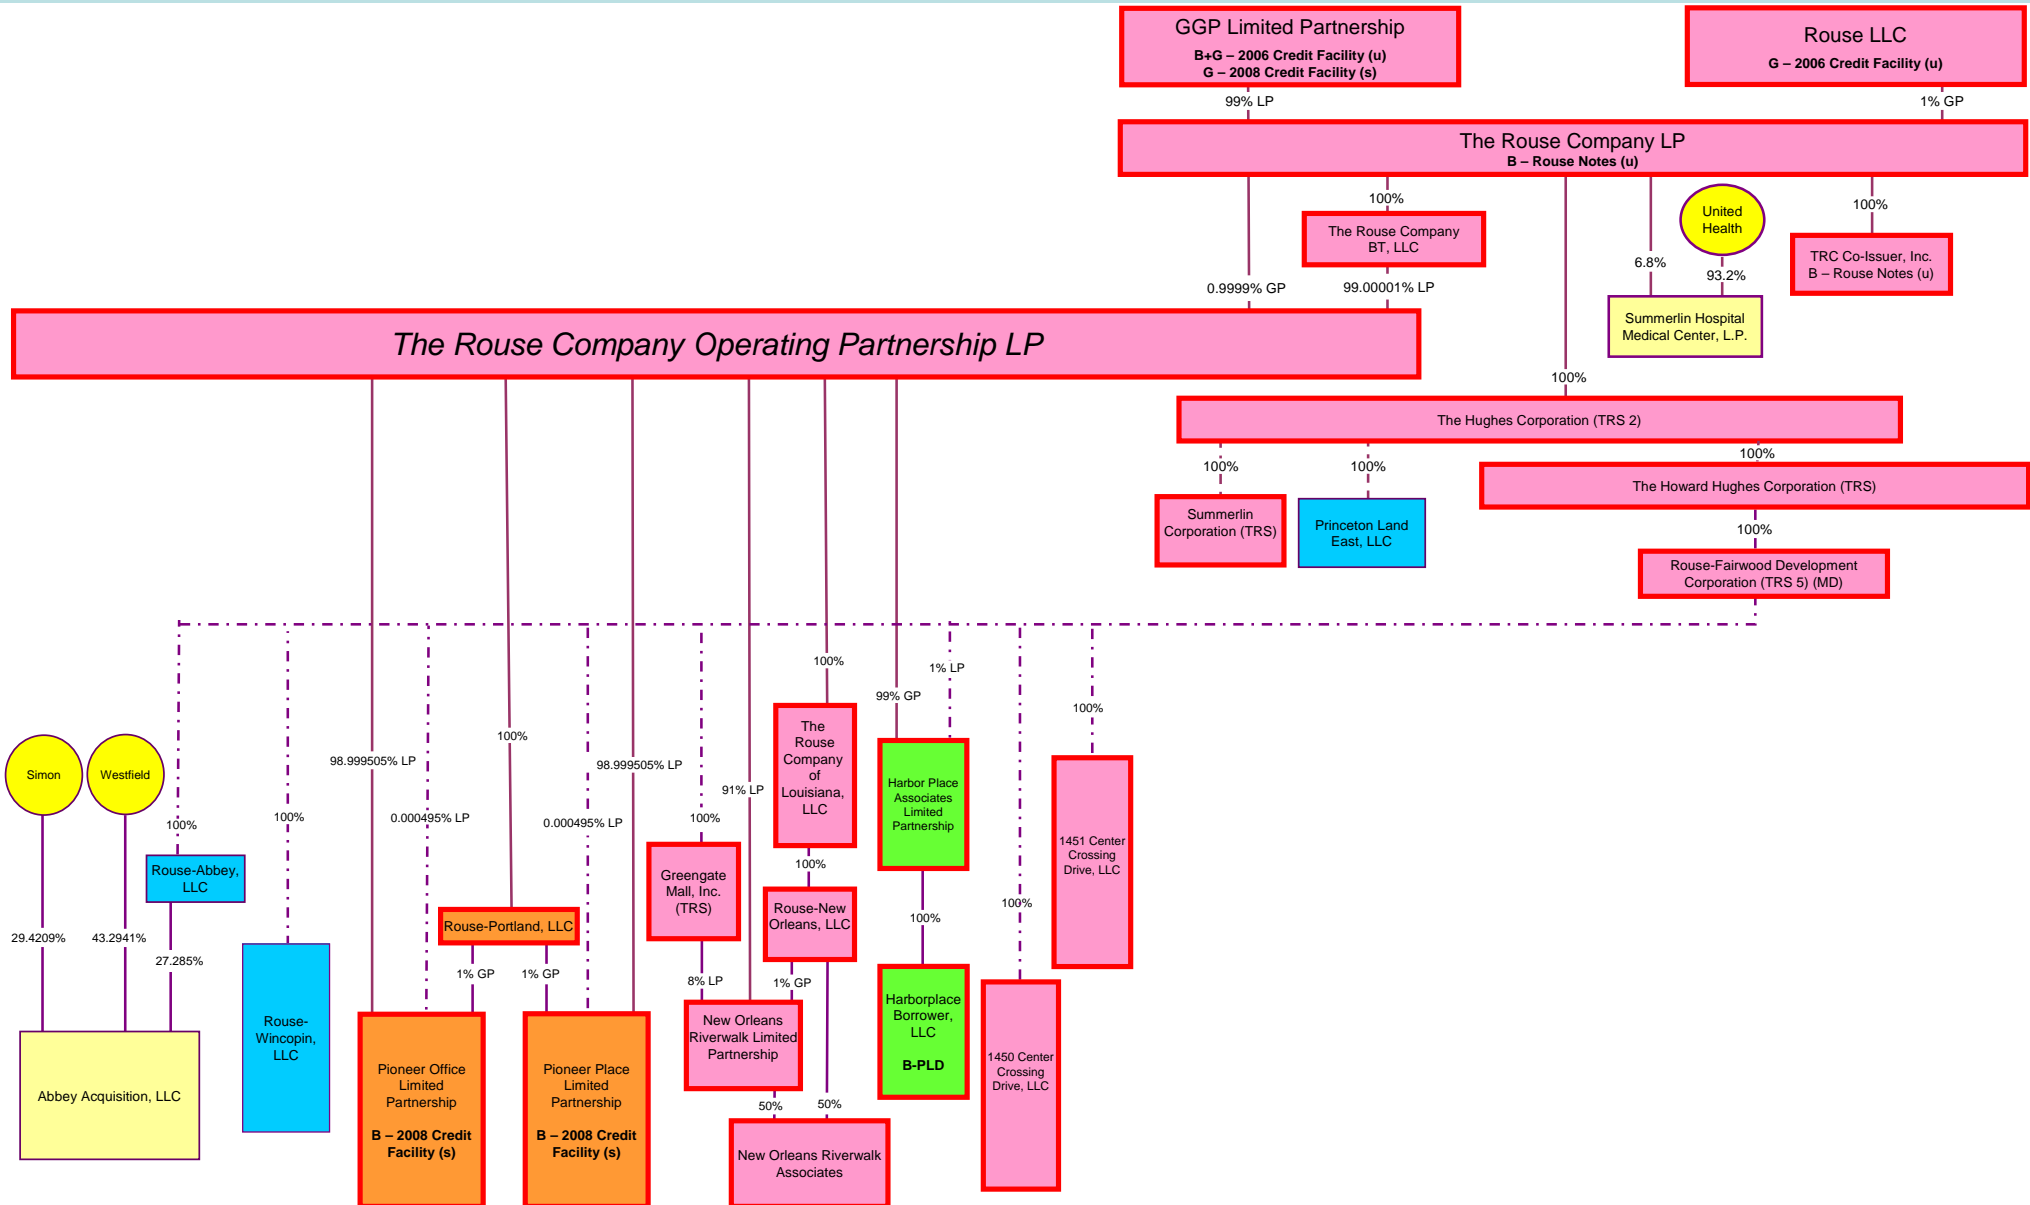 GGP Limited Partnership
B+G – 2006 Credit Facility (u)
G – 2008 Credit Facility (s)
Rouse LLC
G – 2006 Credit Facility (u)
99% LP
1% GP
The Rouse Company LP
B – Rouse Notes (u)
100%
The Rouse Company
BT, LLC
United
Health
100%
6.8%
93.2%
TRC Co-Issuer, Inc.
B – Rouse Notes (u)
0.9999% GP
99.00001% LP
Summerlin Hospital
Medical Center, L.P.
The Rouse Company Operating Partnership LP
100%
The Hughes Corporation (TRS 2)
100%
100%
100%
The Howard Hughes Corporation (TRS)
Summerlin
Corporation (TRS)
Princeton Land
East, LLC
100%
Rouse-Fairwood Development
Corporation (TRS 5) (MD)
100%
1% LP
99% GP
100%
The
Rouse
Company
of
Louisiana,
LLC
100%
98.999505% LP
98.999505% LP
Simon
Westfield
91% LP
Harbor Place
Associates
Limited
Partnership
100%
100%
0.000495% LP
0.000495% LP
100%
1451 Center
Crossing
Drive, LLC
Rouse-Abbey,
LLC
100%
Greengate
Mall, Inc.
(TRS)
Rouse-New
Orleans, LLC
100%
100%
Rouse-Portland, LLC
29.4209%
43.2941%
27.285%
1% GP
1% GP
8% LP
1% GP
Rouse-
Wincopin,
LLC
New Orleans
Riverwalk Limited
Partnership
Harborplace
Borrower,
LLC
B-PLD
1450 Center
Crossing
Drive, LLC
Abbey Acquisition, LLC
Pioneer Office
Limited
Partnership
B – 2008 Credit
Facility (s)
Pioneer Place
Limited
Partnership
B – 2008 Credit
Facility (s)
50%
50%
New Orleans Riverwalk
Associates